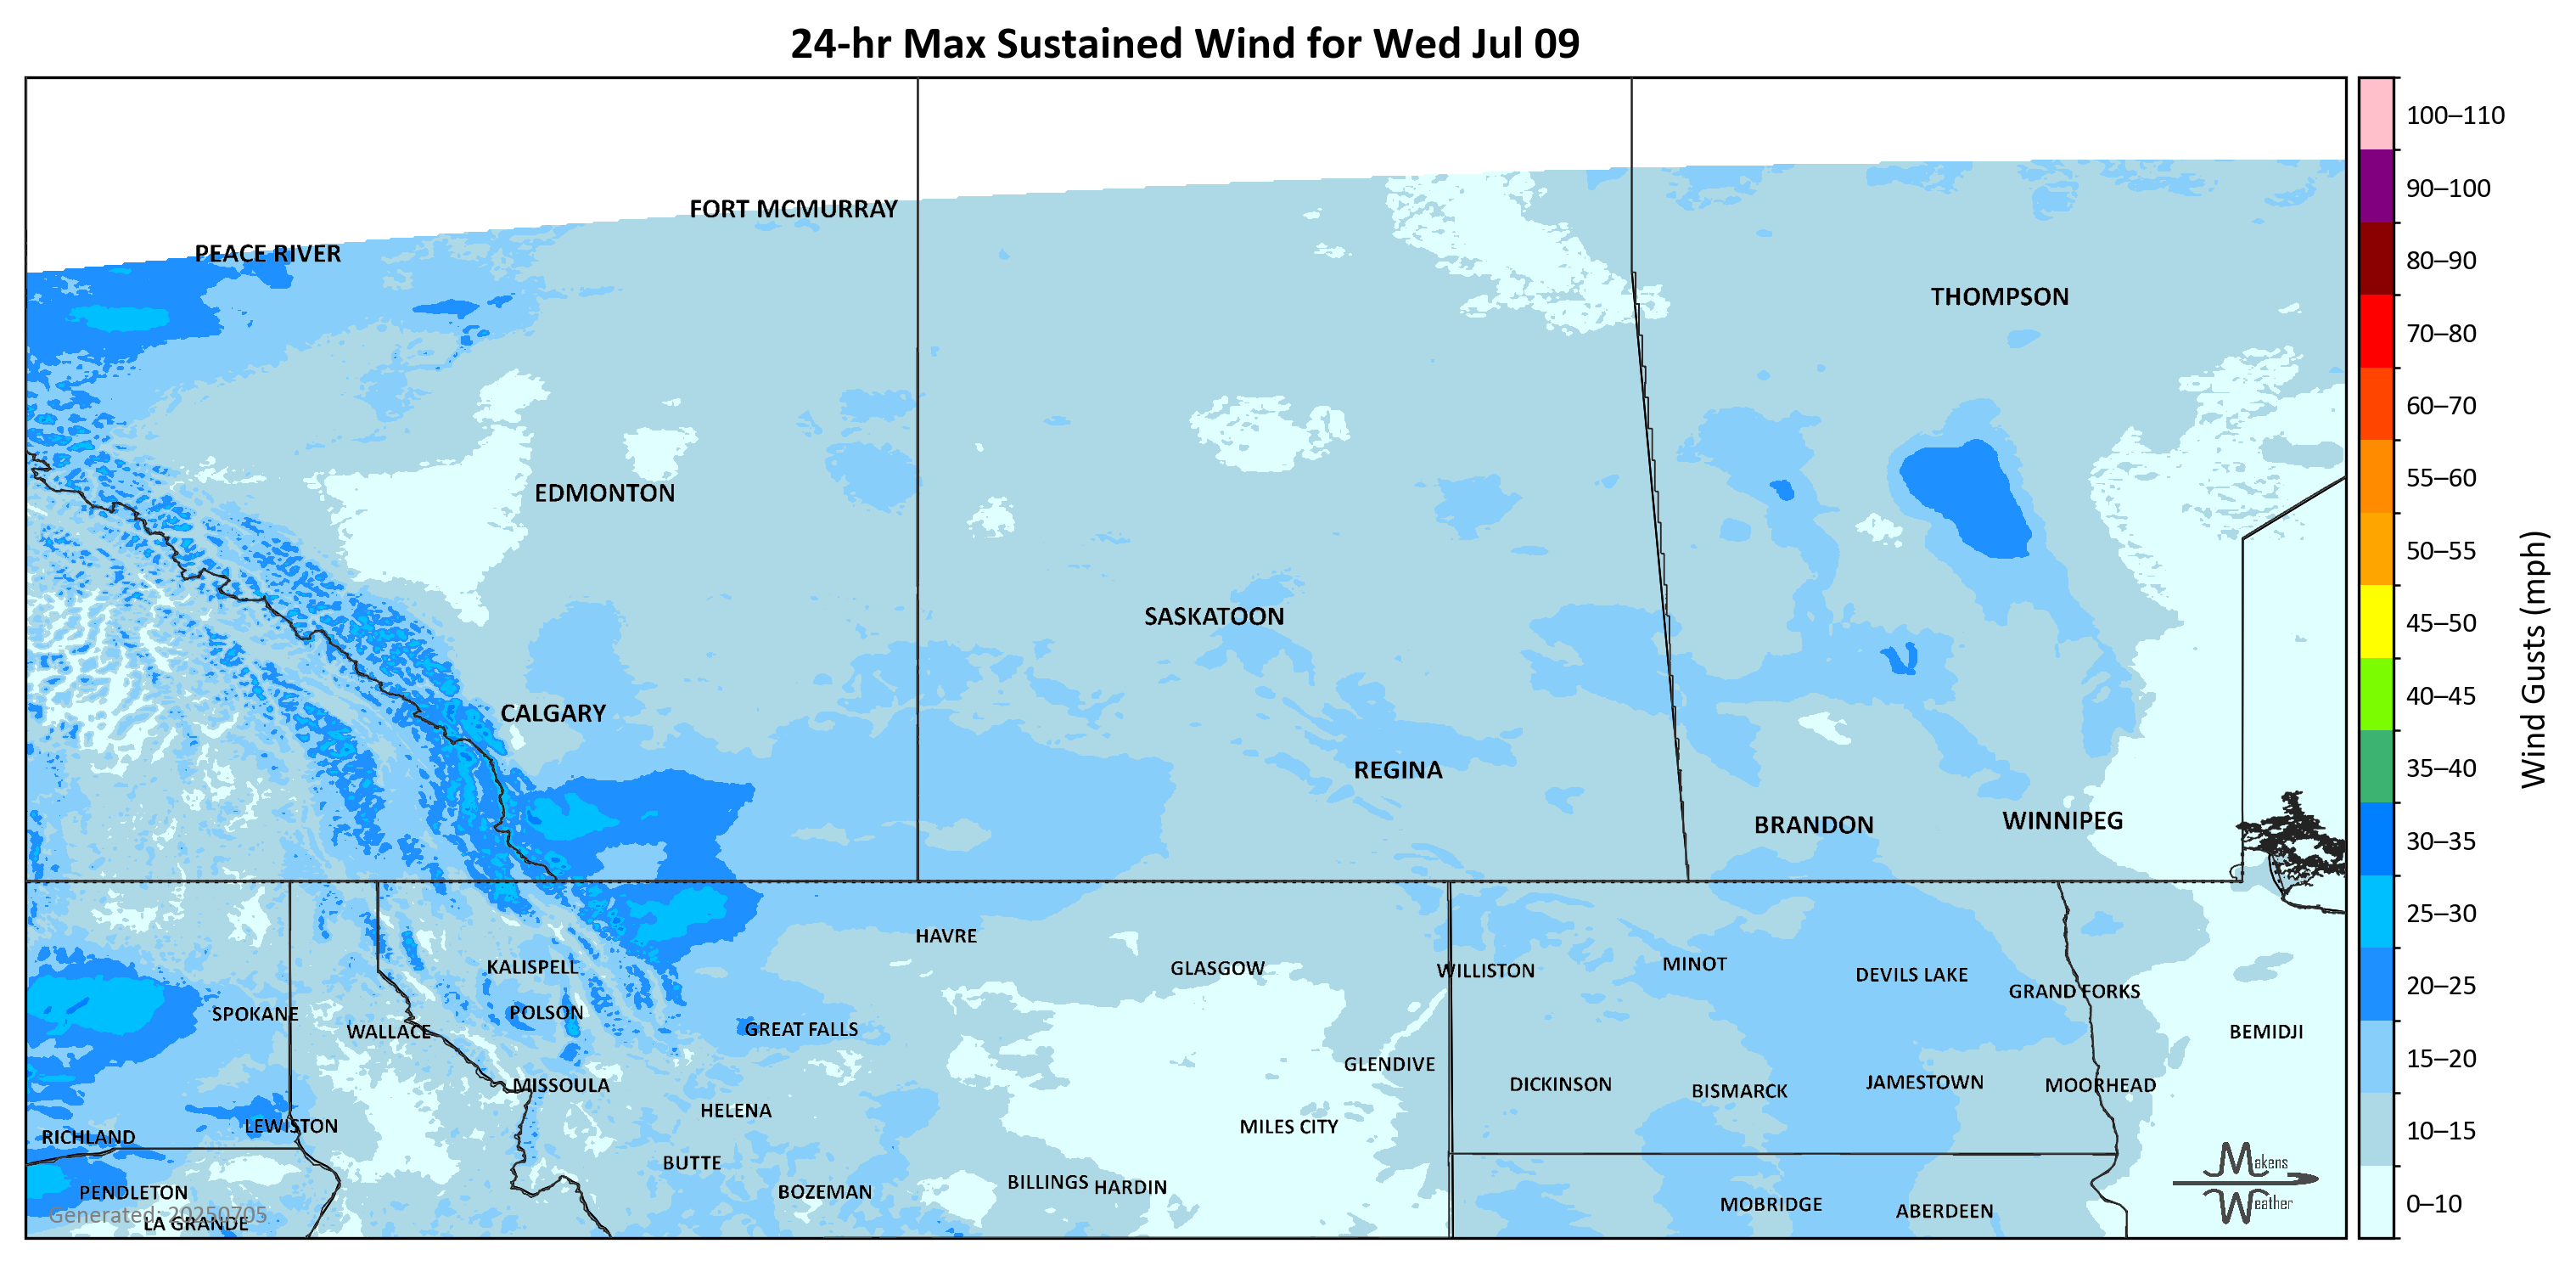 24-hr Max Sustained Wind for Wed Jul 09
FORT MCMURRAY
PEACE RIVER
THOMPSON
EDMONTON
SASKATOON
CALGARY
REGINA
BRANDON
WINNIPEG
HAVRE
KALISPELL
GLASGOW
WILLISTON
MINOT
DEVILS LAKE
GRAND FORKS
SPOKANE
POLSON
WALLACE
GREAT FALLS
BEMIDJI
GLENDIVE
MISSOULA
DICKINSON
BISMARCK
JAMESTOWN
MOORHEAD
HELENA
LEWISTON
MILES CITY
RICHLAND
BUTTE
BILLINGS
HARDIN
PENDLETON
BOZEMAN
MOBRIDGE
ABERDEEN
Generated: 20250705
LA GRANDE
Makens
Weather
100–110
90–100
80–90
70–80
60–70
55–60
50–55
45–50
40–45
35–40
30–35
25–30
20–25
15–20
10–15
0–10
Wind Gusts (mph)